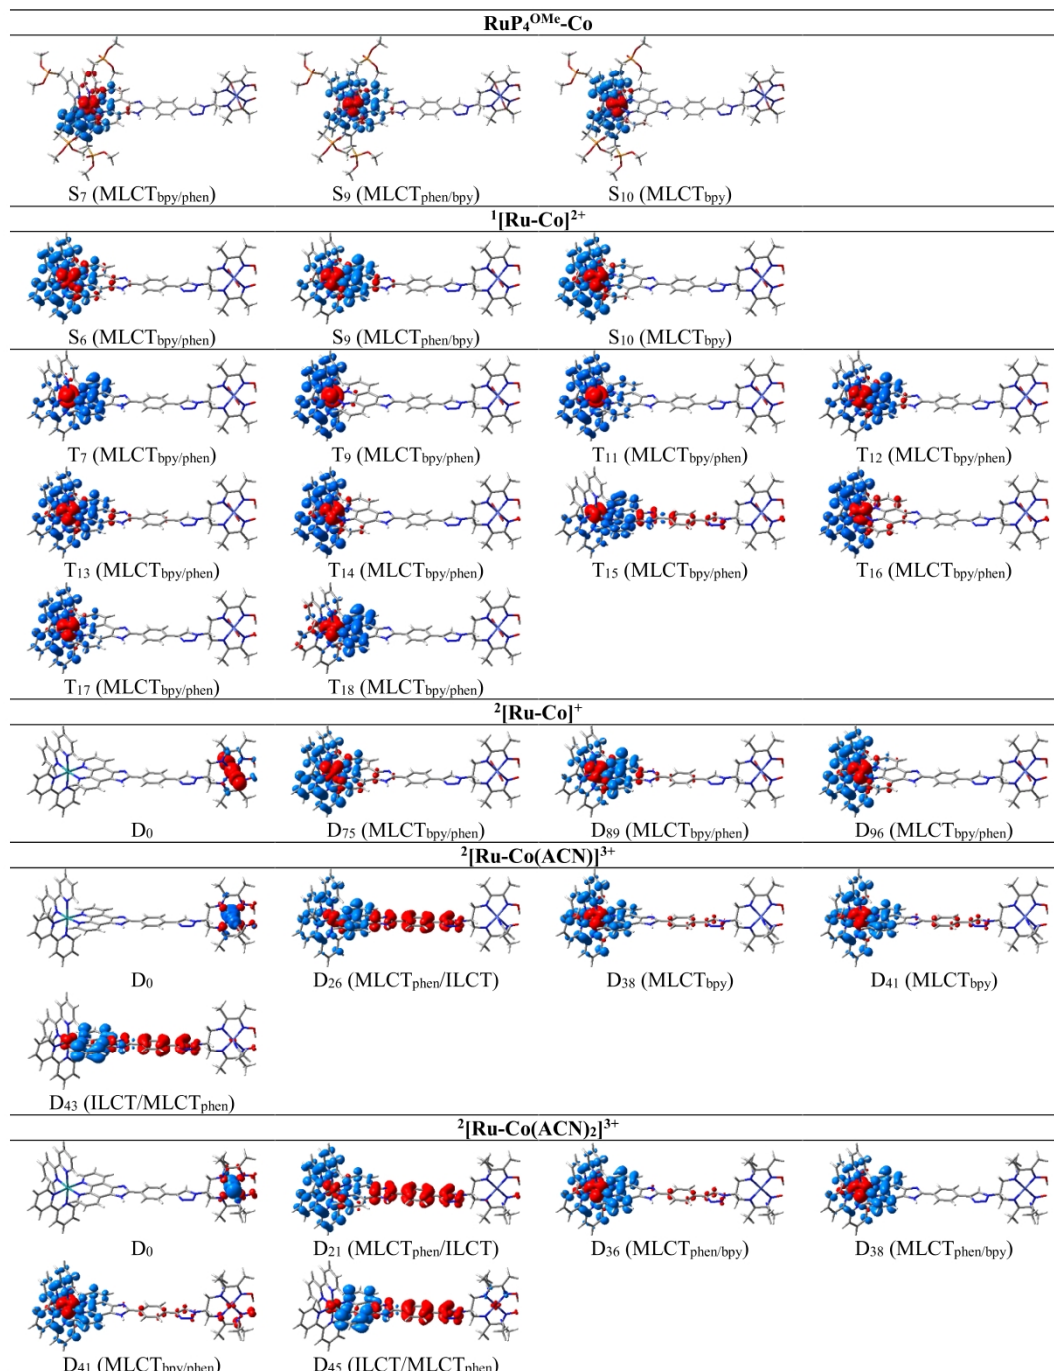 RuP₄ᴼᴹᵉ-Co
S₇ (MLCTbpy/phen) S₉ (MLCTphen/bpy) S₁₀ (MLCTbpy)
¹[Ru-Co]²⁺
S₆ (MLCTbpy/phen) S₉ (MLCTphen/bpy) S₁₀ (MLCTbpy)
T₇ (MLCTbpy/phen) T₉ (MLCTbpy/phen) T₁₁ (MLCTbpy/phen) T₁₂ (MLCTbpy/phen)
T₁₃ (MLCTbpy/phen) T₁₄ (MLCTbpy/phen) T₁₅ (MLCTbpy/phen) T₁₆ (MLCTbpy/phen)
T₁₇ (MLCTbpy/phen) T₁₈ (MLCTbpy/phen)
²[Ru-Co]⁺
D₀ D₇₅ (MLCTbpy/phen) D₈₉ (MLCTbpy/phen) D₉₆ (MLCTbpy/phen)
²[Ru-Co(ACN)]³⁺
D₀ D₂₆ (MLCTphen/ILCT) D₃₈ (MLCTbpy) D₄₁ (MLCTbpy)
D₄₃ (ILCT/MLCTphen)
²[Ru-Co(ACN)₂]³⁺
D₀ D₂₁ (MLCTphen/ILCT) D₃₆ (MLCTphen/bpy) D₃₈ (MLCTphen/bpy)
D₄₁ (MLCTbpy/phen) D₄₅ (ILCT/MLCTphen)